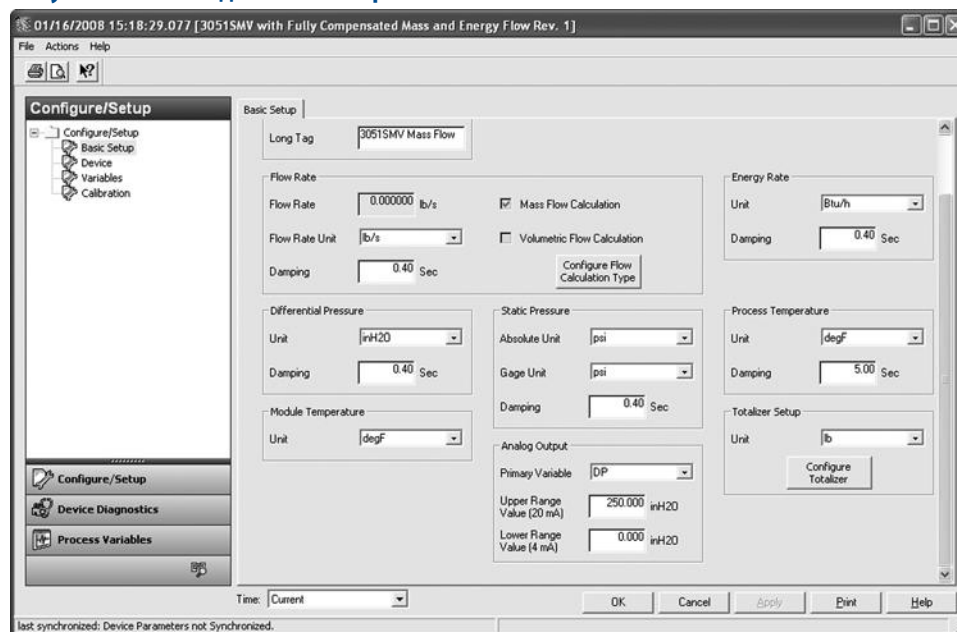 01/16/2008 15:18:29.077 [3051SMV with Fully Compensated Mass and Energy Flow Rev. 1]
File Actions Help
Configure/Setup
Configure/Setup
Basic Setup
Device
Variables
Calibration
Configure/Setup
Device Diagnostics
Process Variables
Basic Setup
Long Tag 3051SMV Mass Flow
Flow Rate
Flow Rate 0.000000 lb/s
Mass Flow Calculation
Flow Rate Unit lb/s
Volumetric Flow Calculation
Damping 0.40 Sec
Configure Flow
Calculation Type
Energy Rate
Unit Btu/h
Damping 0.40 Sec
Differential Pressure
Unit inH2O
Damping 0.40 Sec
Static Pressure
Absolute Unit psi
Gage Unit psi
Damping 0.40 Sec
Process Temperature
Unit degF
Damping 5.00 Sec
Module Temperature
Unit degF
Analog Output
Primary Variable DP
Upper Range
Value (20 mA) 250.000 inH2O
Lower Range
Value (4 mA) 0.000 inH2O
Totalizer Setup
Unit lb
Configure
Totalizer
Time: Current
OK Cancel Apply Print Help
last synchronized: Device Parameters not Synchronized.